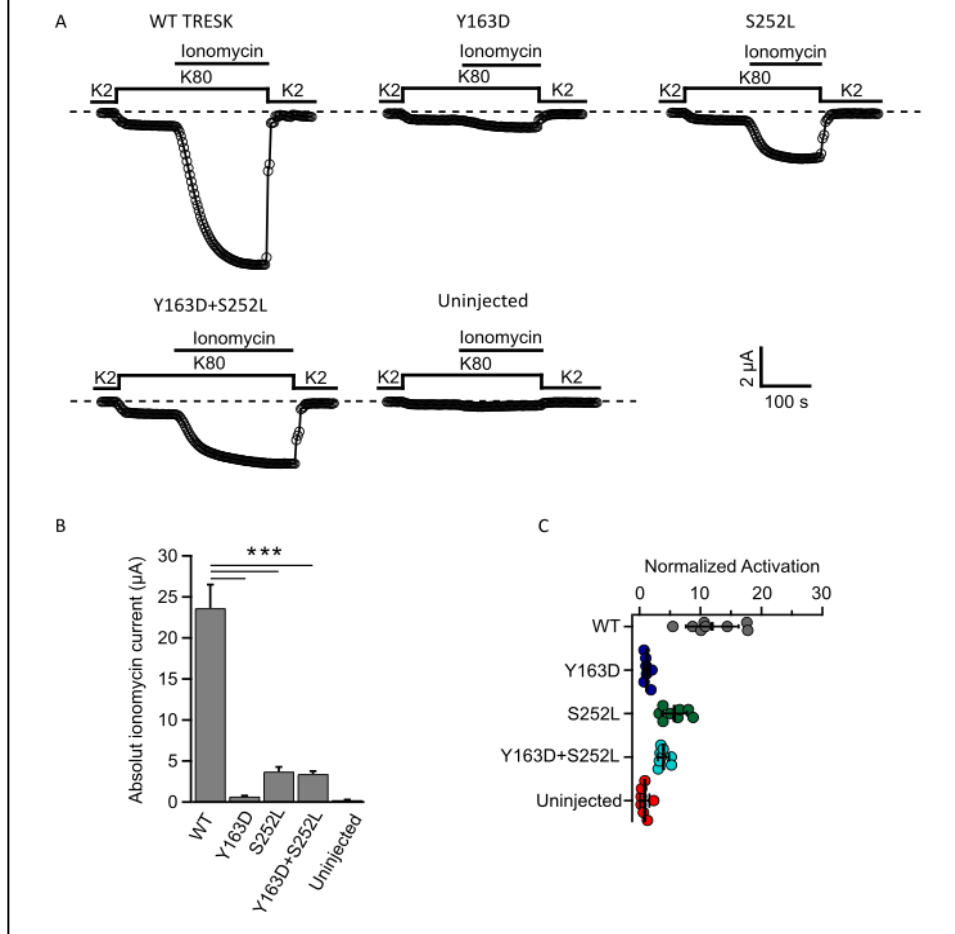 A
WT TRESK
Y163D
S252L
Ionomycin
Ionomycin
Ionomycin
K80
K80
K80
K2
K2
K2
K2
K2
K2
Y163D+S252L
Uninjected
Ionomycin
Ionomycin
K80
K80
K2
K2
K2
K2
2 µA
100 s
B
Absolut ionomycin current (µA)
30
25
20
15
10
5
0
***
WT
Y163D
S252L
Y163D+S252L
Uninjected
C
Normalized Activation
0 10 20 30
WT
Y163D
S252L
Y163D+S252L
Uninjected